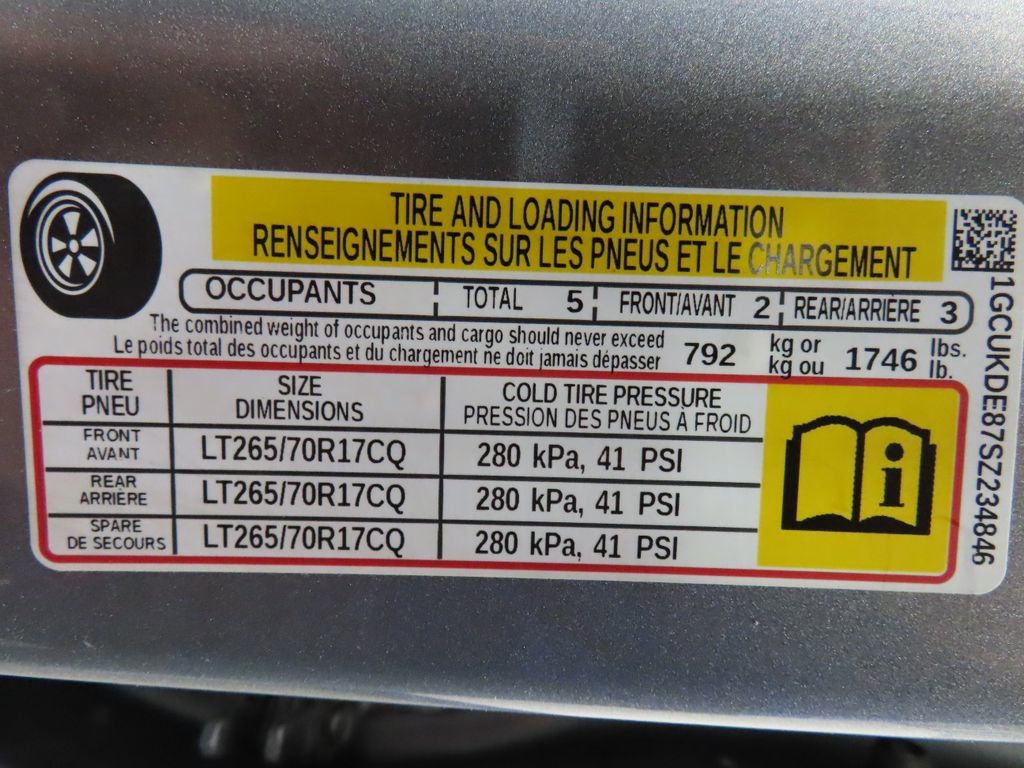 TIRE AND LOADING INFORMATION
RENSEIGNEMENTS SUR LES PNEUS ET LE CHARGEMENT
OCCUPANTS TOTAL 5 FRONT/AVANT 2 REAR/ARRIÈRE 3
The combined weight of occupants and cargo should never exceed 792 kg or 1746 lbs.
Le poids total des occupants et du chargement ne doit jamais dépasser kg ou lb.
TIRE SIZE COLD TIRE PRESSURE
PNEU DIMENSIONS PRESSION DES PNEUS À FROID
FRONT
AVANT LT265/70R17CQ 280 kPa, 41 PSI
REAR
ARRIÈRE LT265/70R17CQ 280 kPa, 41 PSI
SPARE
DE SECOURS LT265/70R17CQ 280 kPa, 41 PSI
i
1GCUKDE87SZ234846